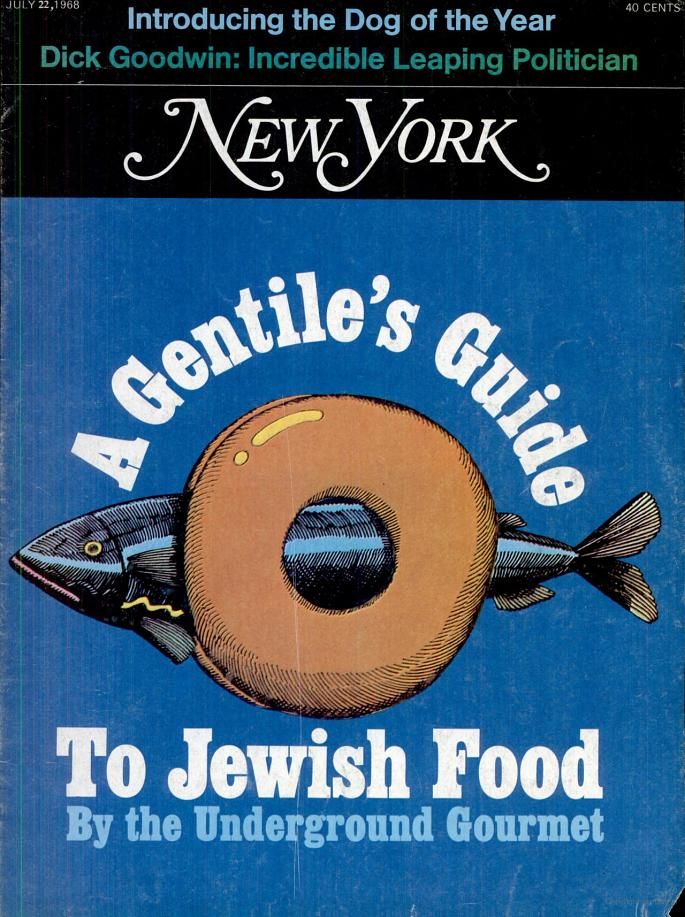 JULY 22, 1968
40 CENTS
Introducing the Dog of the Year
Dick Goodwin: Incredible Leaping Politician
NEW YORK
A Gentile's Guide
To Jewish Food
By the Underground Gourmet